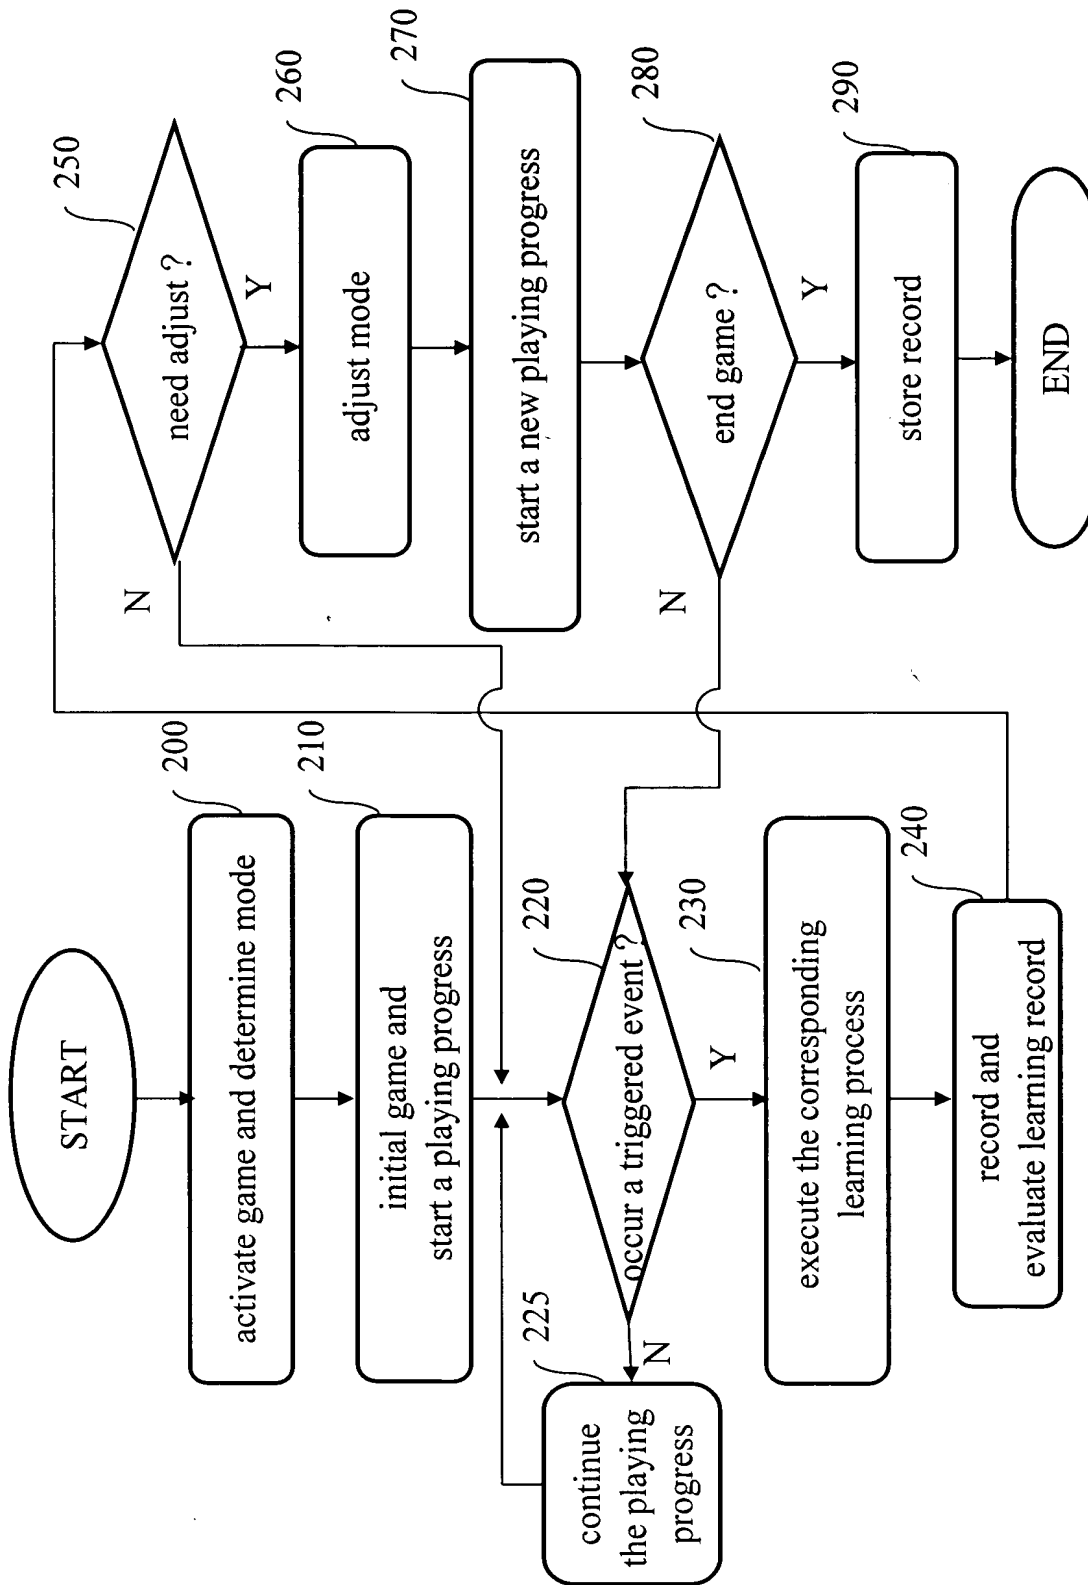 START
activate game and determine mode
200
initial game and
start a playing progress
210
occur a triggered event?
220
N
Y
continue
the playing
progress
225
execute the corresponding
learning process
230
record and
evaluate learning record
240
need adjust?
250
N
Y
adjust mode
260
start a new playing progress
270
end game?
280
N
Y
store record
290
END